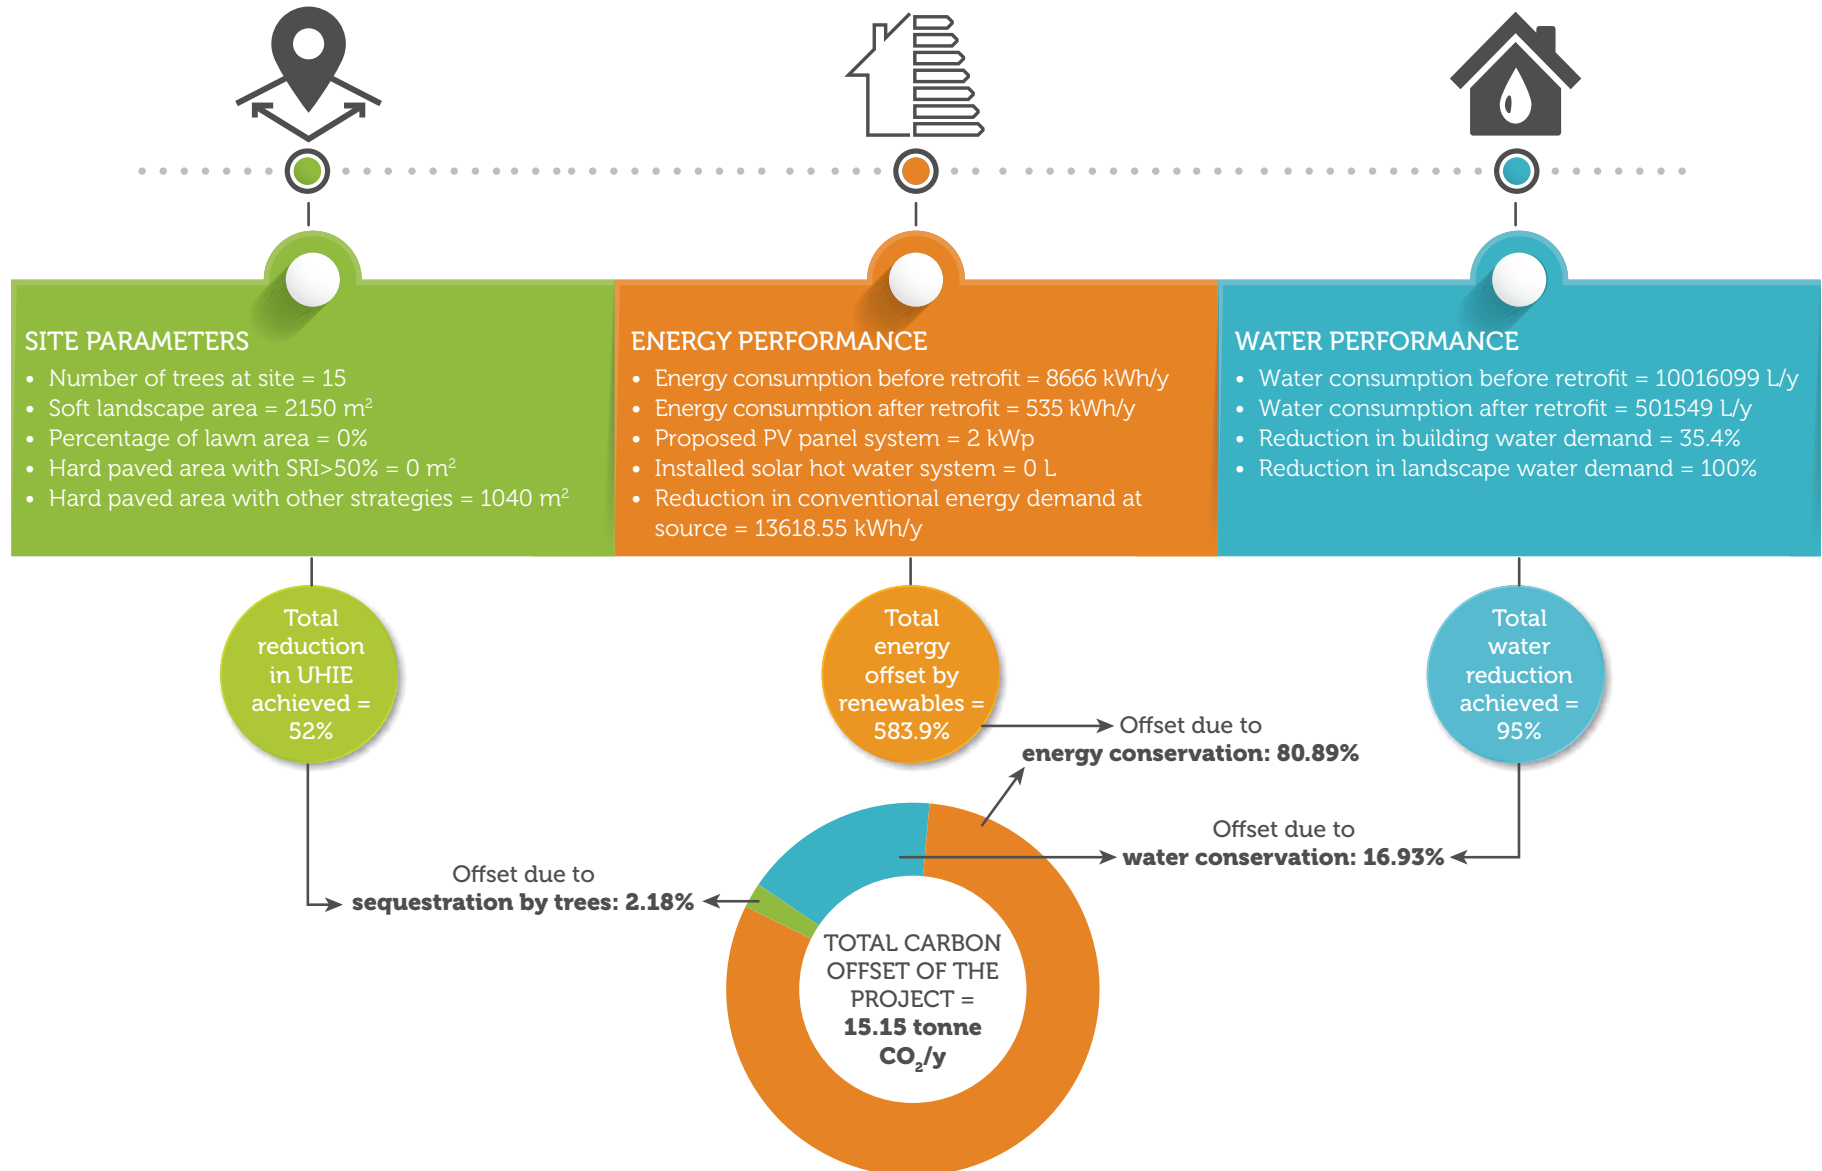 SITE PARAMETERS
• Number of trees at site = 15
• Soft landscape area = 2150 m²
• Percentage of lawn area = 0%
• Hard paved area with SRI>50% = 0 m²
• Hard paved area with other strategies = 1040 m²
ENERGY PERFORMANCE
• Energy consumption before retrofit = 8666 kWh/y
• Energy consumption after retrofit = 535 kWh/y
• Proposed PV panel system = 2 kWp
• Installed solar hot water system = 0 L
• Reduction in conventional energy demand at
source = 13618.55 kWh/y
WATER PERFORMANCE
• Water consumption before retrofit = 10016099 L/y
• Water consumption after retrofit = 501549 L/y
• Reduction in building water demand = 35.4%
• Reduction in landscape water demand = 100%
Total
reduction
in UHIE
achieved =
52%
Total
energy
offset by
renewables =
583.9%
Total
water
reduction
achieved =
95%
Offset due to
energy conservation: 80.89%
Offset due to
water conservation: 16.93%
Offset due to
sequestration by trees: 2.18%
TOTAL CARBON
OFFSET OF THE
PROJECT =
15.15 tonne
CO₂/y